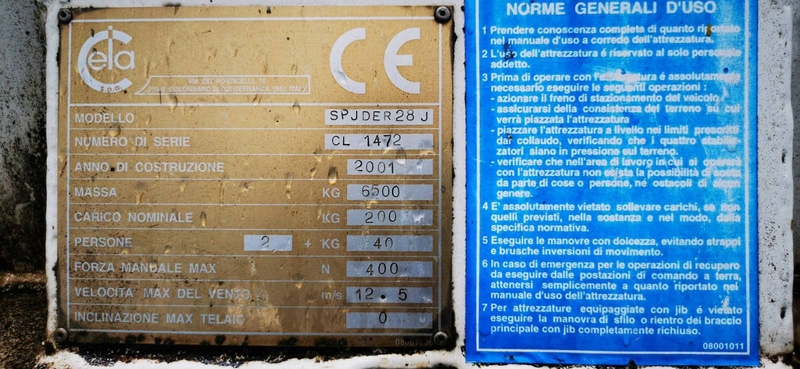 Cela
S.p.A.
CE
MODELLO SPJDER28J
NUMERO DI SERIE CL 1472
ANNO DI COSTRUZIONE 2001
MASSA KG 6500
CARICO NOMINALE KG 200
PERSONE 2 + KG 40
FORZA MANUALE MAX N 400
VELOCITÀ MAX DEL VENTO m/s 12.5
INCLINAZIONE MAX TELAIO 0
NORME GENERALI D'USO
1 Prendere conoscenza completa di quanto riportato
nel manuale d'uso a corredo dell'attrezzatura.
2 L'uso dell'attrezzatura é riservato al solo personale
addetto.
3 Prima di operare con l'attrezzatura é assolutamente
necessario eseguire le seguenti operazioni :
- azionare il freno di stazionamento del veicolo
- assicurarsi della consistenza del terreno su cui
verrà piazzata l'attrezzatura
- piazzare l'attrezzatura a livello nei limiti prescritti
dal collaudo, verificando che i quattro stabiliz-
zatori siano in pressione sul terreno.
- verificare che nell'area di lavoro in cui si opererà
con l'attrezzatura non esista la possibilità di
da parte di cose o persone, né ostacoli di alcun
genere.
4 E' assolutamente vietato sollevare carichi, se non
quelli previsti, nella sostanza e nel modo, dalla
specifica normativa.
5 Eseguire le manovre con dolcezza, evitando strappi
e brusche inversioni di movimento.
6 In caso di emergenza per le operazioni di recupero
da eseguire dalle postazioni di comando a terra,
attenersi semplicemente a quanto riportato nel
manuale d'uso dell'attrezzatura.
7 Per attrezzature equipaggiate con jib é vietato
eseguire la manovra di sfilo o rientro dei braccio
principale con jib completamente richiuso.
08001011